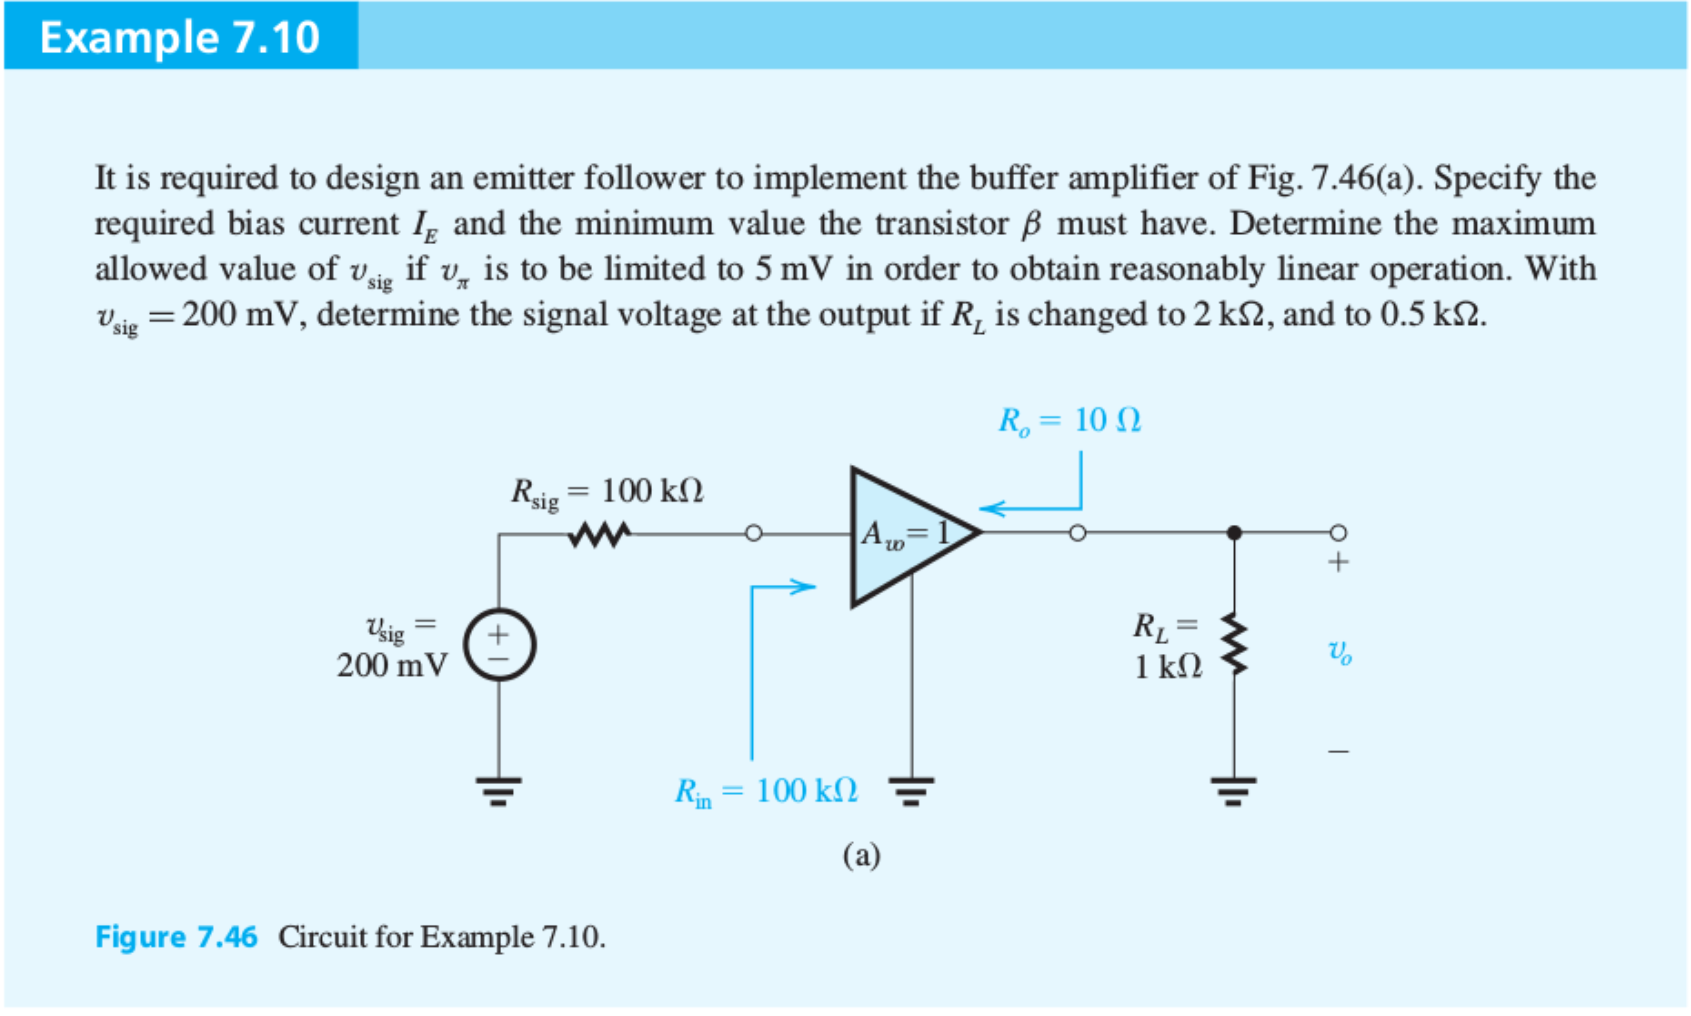 Example 7.10
It is required to design an emitter follower to implement the buffer amplifier of Fig. 7.46(a). Specify the
required bias current I_E and the minimum value the transistor β must have. Determine the maximum
allowed value of v_sig if v_π is to be limited to 5 mV in order to obtain reasonably linear operation. With
v_sig = 200 mV, determine the signal voltage at the output if R_L is changed to 2 kΩ, and to 0.5 kΩ.
R_o = 10 Ω
R_sig = 100 kΩ
A_vo = 1
+
v_sig =
200 mV
+
−
R_L =
1 kΩ
v_o
−
R_in = 100 kΩ
(a)
Figure 7.46 Circuit for Example 7.10.